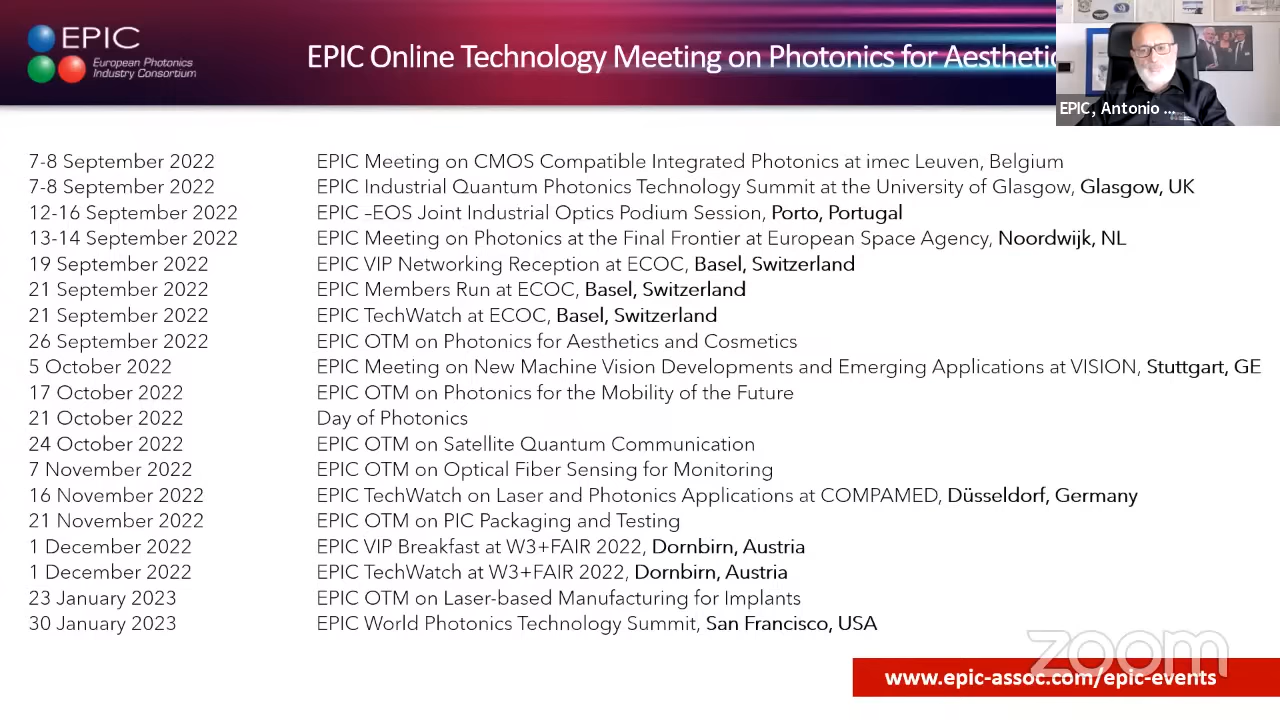 EPIC
European Photonics
Industry Consortium
EPIC Online Technology Meeting on Photonics for
EPIC, Antonio ...
7-8 September 2022 EPIC Meeting on CMOS Compatible Integrated Photonics at imec Leuven, Belgium
7-8 September 2022 EPIC Industrial Quantum Photonics Technology Summit at the University of Glasgow, Glasgow, UK
12-16 September 2022 EPIC –EOS Joint Industrial Optics Podium Session, Porto, Portugal
13-14 September 2022 EPIC Meeting on Photonics at the Final Frontier at European Space Agency, Noordwijk, NL
19 September 2022 EPIC VIP Networking Reception at ECOC, Basel, Switzerland
21 September 2022 EPIC Members Run at ECOC, Basel, Switzerland
21 September 2022 EPIC TechWatch at ECOC, Basel, Switzerland
26 September 2022 EPIC OTM on Photonics for Aesthetics and Cosmetics
5 October 2022 EPIC Meeting on New Machine Vision Developments and Emerging Applications at VISION, Stuttgart, GE
17 October 2022 EPIC OTM on Photonics for the Mobility of the Future
21 October 2022 Day of Photonics
24 October 2022 EPIC OTM on Satellite Quantum Communication
7 November 2022 EPIC OTM on Optical Fiber Sensing for Monitoring
16 November 2022 EPIC TechWatch on Laser and Photonics Applications at COMPAMED, Düsseldorf, Germany
21 November 2022 EPIC OTM on PIC Packaging and Testing
1 December 2022 EPIC VIP Breakfast at W3+FAIR 2022, Dornbirn, Austria
1 December 2022 EPIC TechWatch at W3+FAIR 2022, Dornbirn, Austria
23 January 2023 EPIC OTM on Laser-based Manufacturing for Implants
30 January 2023 EPIC World Photonics Technology Summit, San Francisco, USA
zoom
www.epic-assoc.com/epic-events